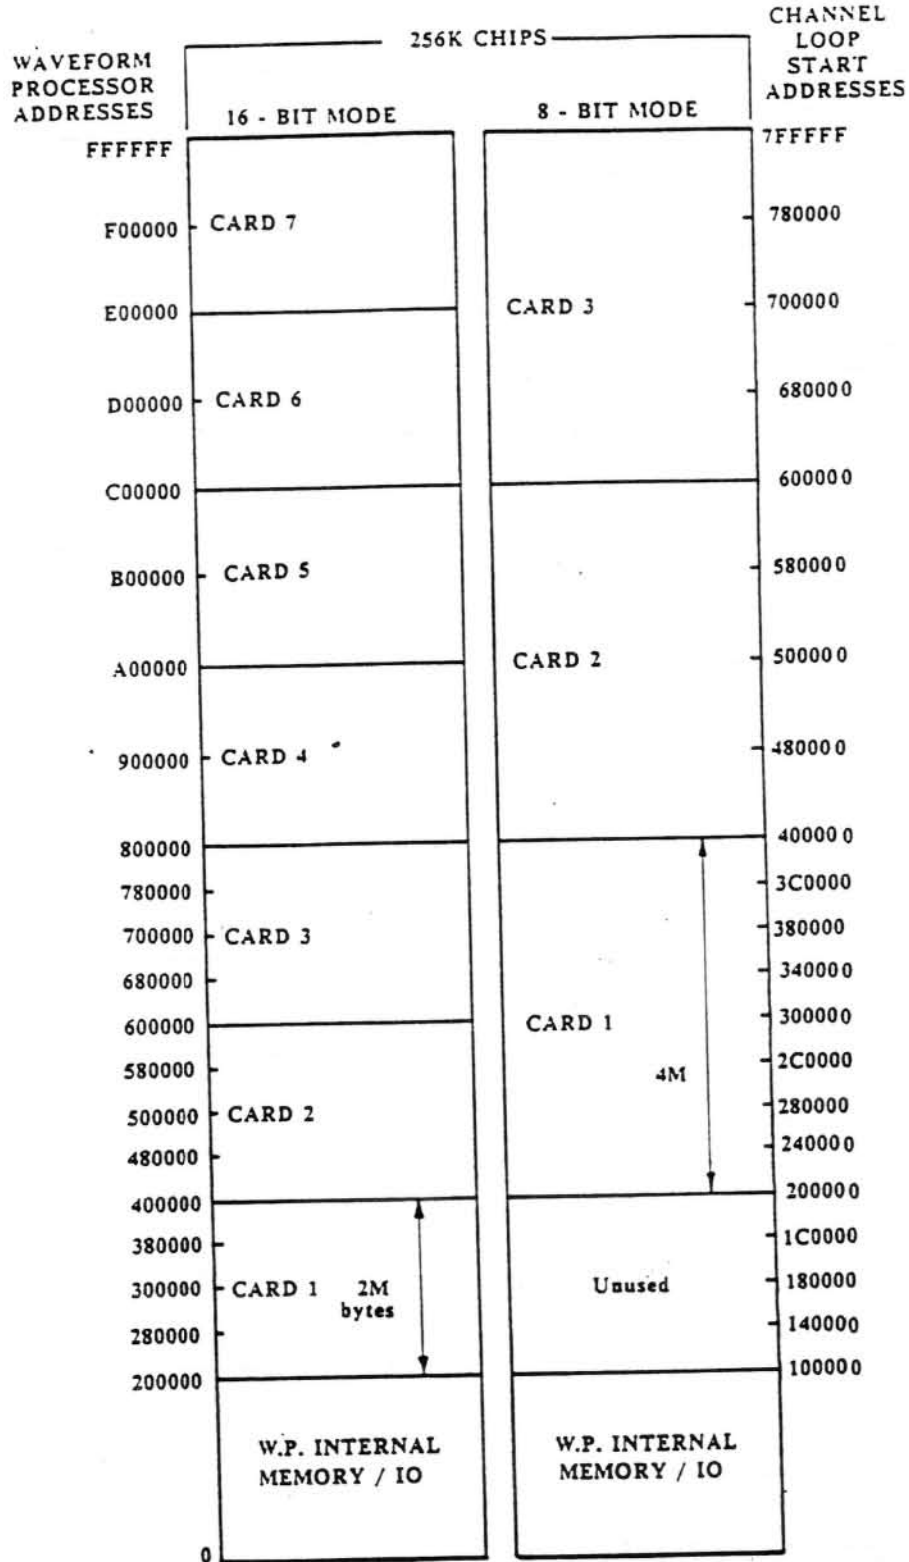 256K CHIPS
WAVEFORM
PROCESSOR
ADDRESSES
CHANNEL
LOOP
START
ADDRESSES
16 - BIT MODE
8 - BIT MODE
FFFFFF
F00000
E00000
D00000
C00000
B00000
A00000
900000
800000
780000
700000
680000
600000
580000
500000
480000
400000
380000
300000
280000
200000
0
CARD 7
CARD 6
CARD 5
CARD 4
CARD 3
CARD 2
CARD 1
2M
bytes
W.P. INTERNAL
MEMORY / IO
CARD 3
CARD 2
CARD 1
4M
Unused
W.P. INTERNAL
MEMORY / IO
7FFFFF
780000
700000
680000
600000
580000
500000
480000
400000
3C0000
380000
340000
300000
2C0000
280000
240000
200000
1C0000
180000
140000
100000